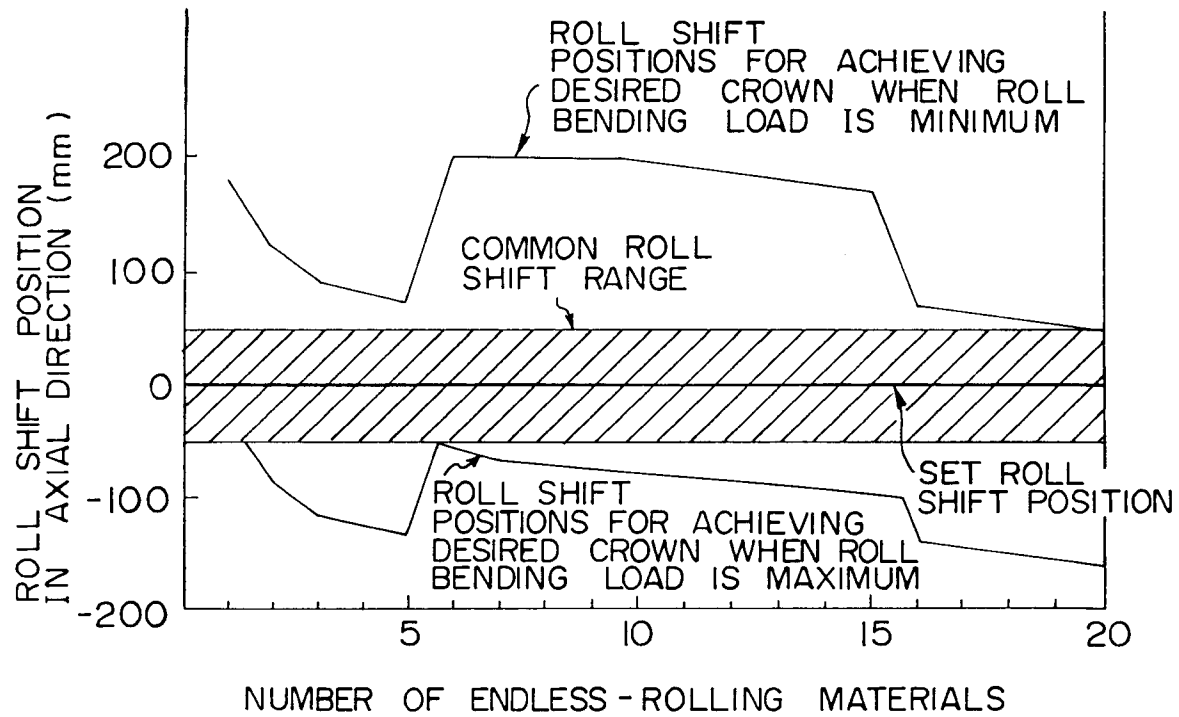 ROLL SHIFT
POSITIONS FOR ACHIEVING
DESIRED CROWN WHEN ROLL
BENDING LOAD IS MINIMUM
ROLL SHIFT POSITION
IN AXIAL DIRECTION (mm)
200
100
0
-100
-200
COMMON ROLL
SHIFT RANGE
ROLL SHIFT
POSITIONS FOR ACHIEVING
DESIRED CROWN WHEN ROLL
BENDING LOAD IS MAXIMUM
SET ROLL
SHIFT POSITION
5 10 15 20
NUMBER OF ENDLESS-ROLLING MATERIALS